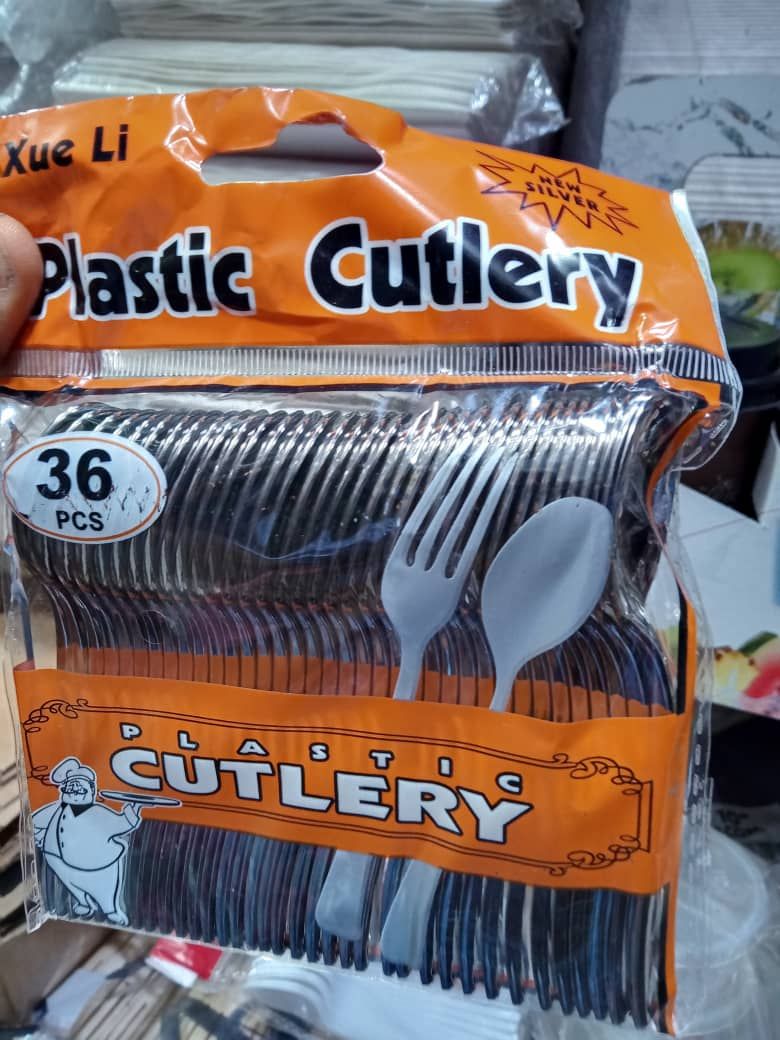 Xue Li
NEW
SILVER
Plastic Cutlery
36
PCS
PLASTIC
CUTLERY